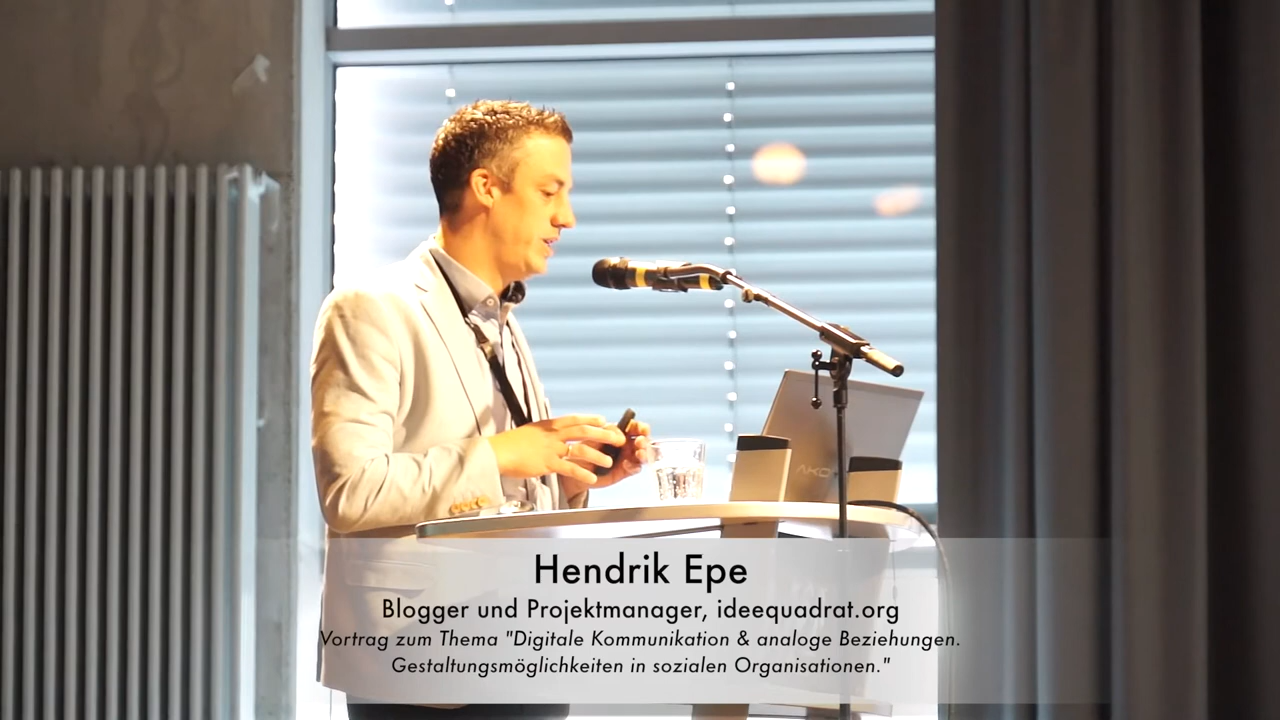 Hendrik Epe
Blogger und Projektmanager, ideequadrat.org
Vortrag zum Thema "Digitale Kommunikation & analoge Beziehungen.
Gestaltungsmöglichkeiten in sozialen Organisationen."